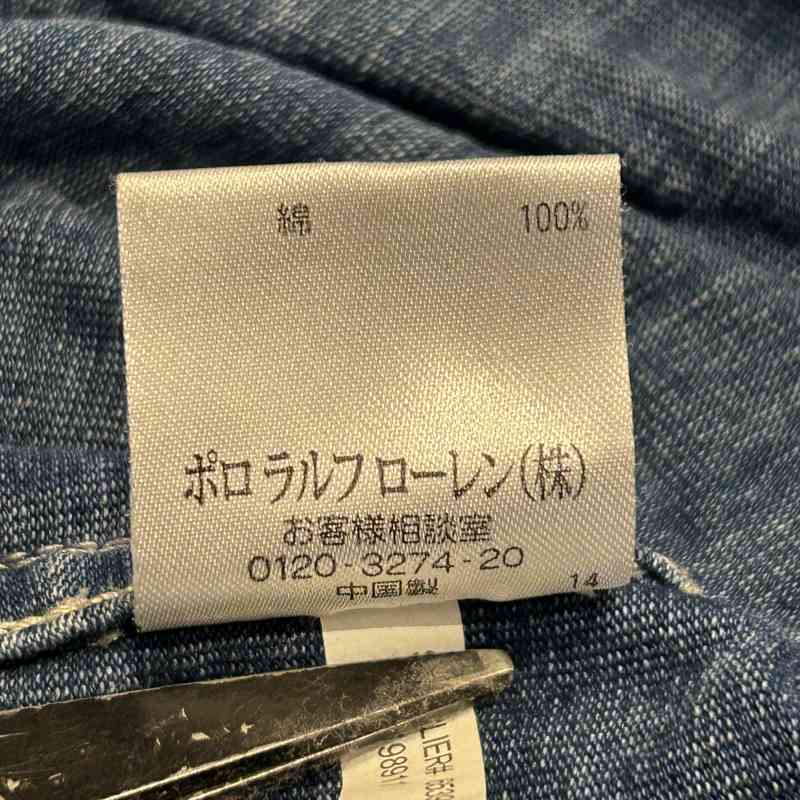 綿 100%
ポロ ラルフ ローレン(株)
お客様相談室
0120-3274-20
中国製 14